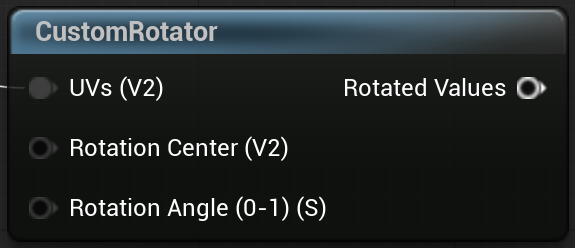 CustomRotator
UVs (V2)
Rotated Values
Rotation Center (V2)
Rotation Angle (0-1) (S)